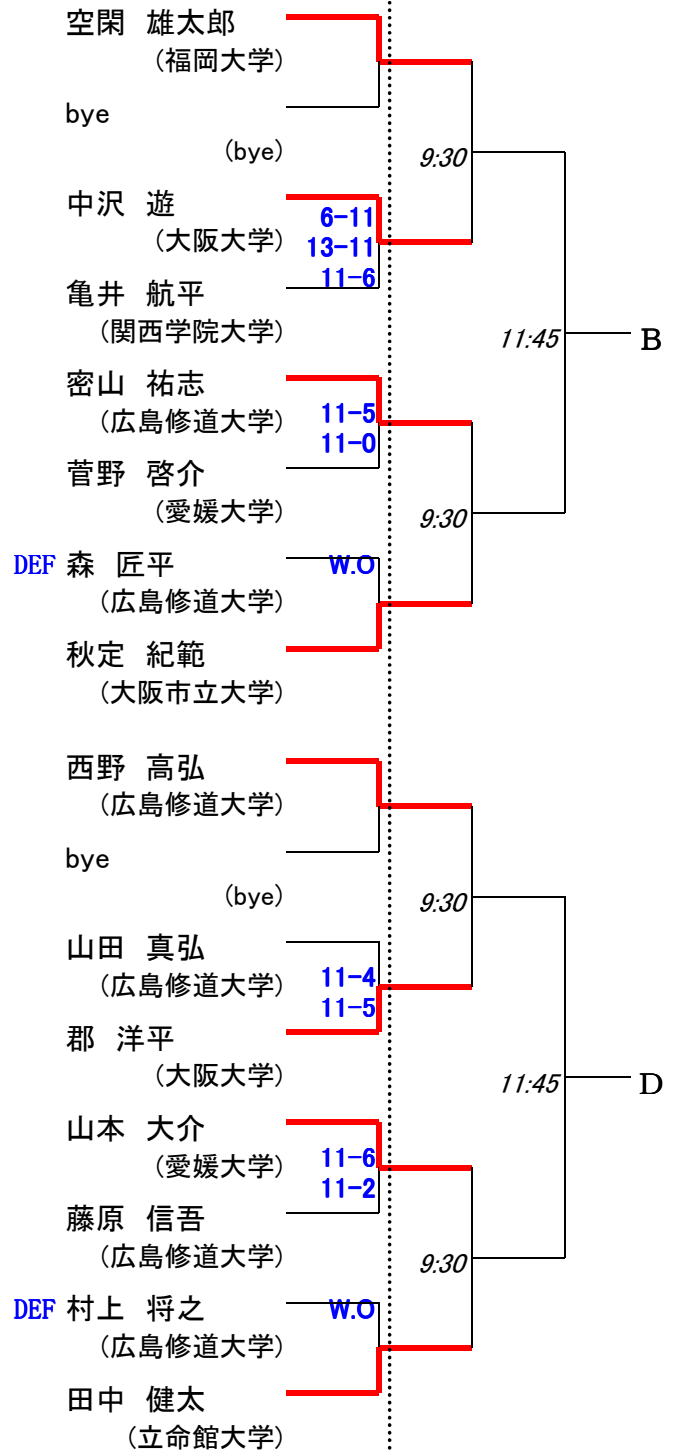 空閑 雄太郎
(福岡大学)
bye
(bye)
9:30
中沢 遊
6-11
(大阪大学)
13-11
11-6
亀井 航平
(関西学院大学)
11:45
B
密山 祐志
(広島修道大学)
11-5
11-0
菅野 啓介
(愛媛大学)
9:30
DEF 森 匠平
W.O
(広島修道大学)
秋定 紀範
(大阪市立大学)
西野 高弘
(広島修道大学)
bye
(bye)
9:30
山田 真弘
(広島修道大学)
11-4
11-5
郡 洋平
(大阪大学)
11:45
D
山本 大介
(愛媛大学)
11-6
11-2
藤原 信吾
(広島修道大学)
9:30
DEF 村上 将之
W.O
(広島修道大学)
田中 健太
(立命館大学)